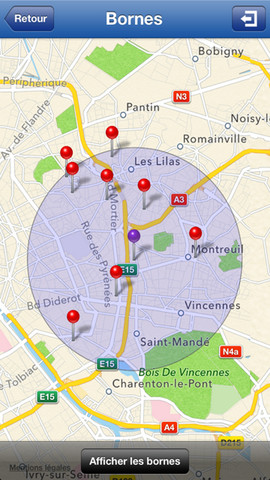 Retour
Bornes
Bobigny
Périphérique
N3
Pantin
Noisy-le
Av. de Flandre
Romainville
Les Lilas
A3
d Mortier
Rue des Pyrénées
Montreuil
E15
Bd Diderot
Vincennes
Saint-Mandé
N4a
E15
Bois De Vincennes
de Tolbiac
Charenton-le-Pont
E15
A4
D215
Mentions légales
Ivry-sur-Seine
Afficher les bornes